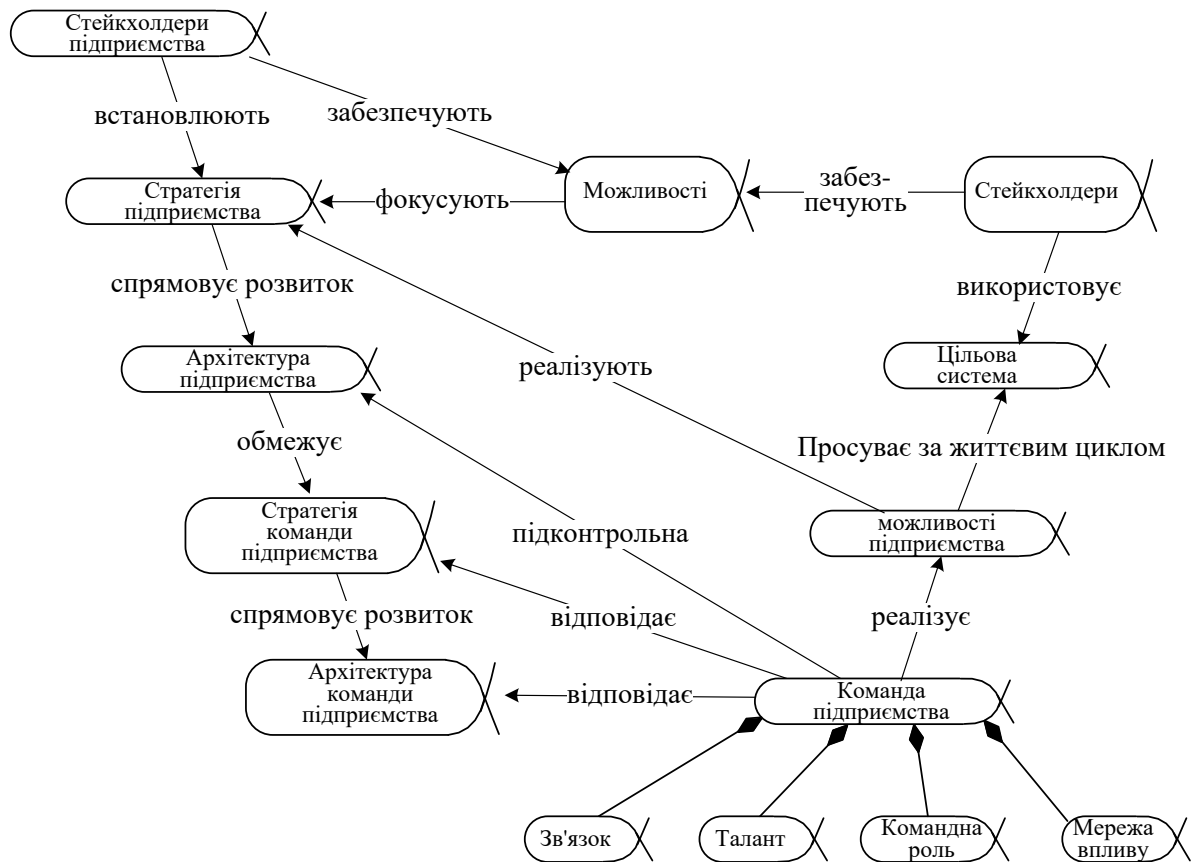 Стейкхолдери
підприємства
встановлюють
забезпечують
Стратегія
підприємства
фокусують
Можливості
забез-
печують
Стейкхолдери
спрямовує розвиток
використовує
Архітектура
підприємства
реалізують
Цільова
система
обмежує
Просуває за життєвим циклом
Стратегія
команди
підприємства
підконтрольна
можливості
підприємства
спрямовує розвиток
відповідає
реалізує
Архітектура
команди
підприємства
відповідає
Команда
підприємства
Зв'язок
Талант
Командна
роль
Мережа
впливу